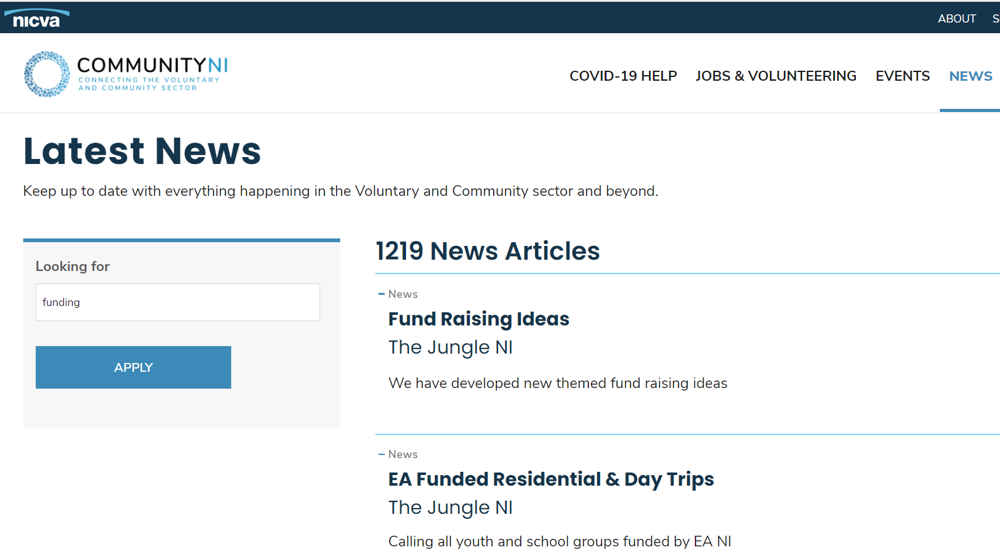 nicva
ABOUT
COMMUNITYNI
CONNECTING THE VOLUNTARY
AND COMMUNITY SECTOR
COVID-19 HELP JOBS & VOLUNTEERING EVENTS NEWS
Latest News
Keep up to date with everything happening in the Voluntary and Community sector and beyond.
Looking for
funding
APPLY
1219 News Articles
News
Fund Raising Ideas
The Jungle NI
We have developed new themed fund raising ideas
News
EA Funded Residential & Day Trips
The Jungle NI
Calling all youth and school groups funded by EA NI